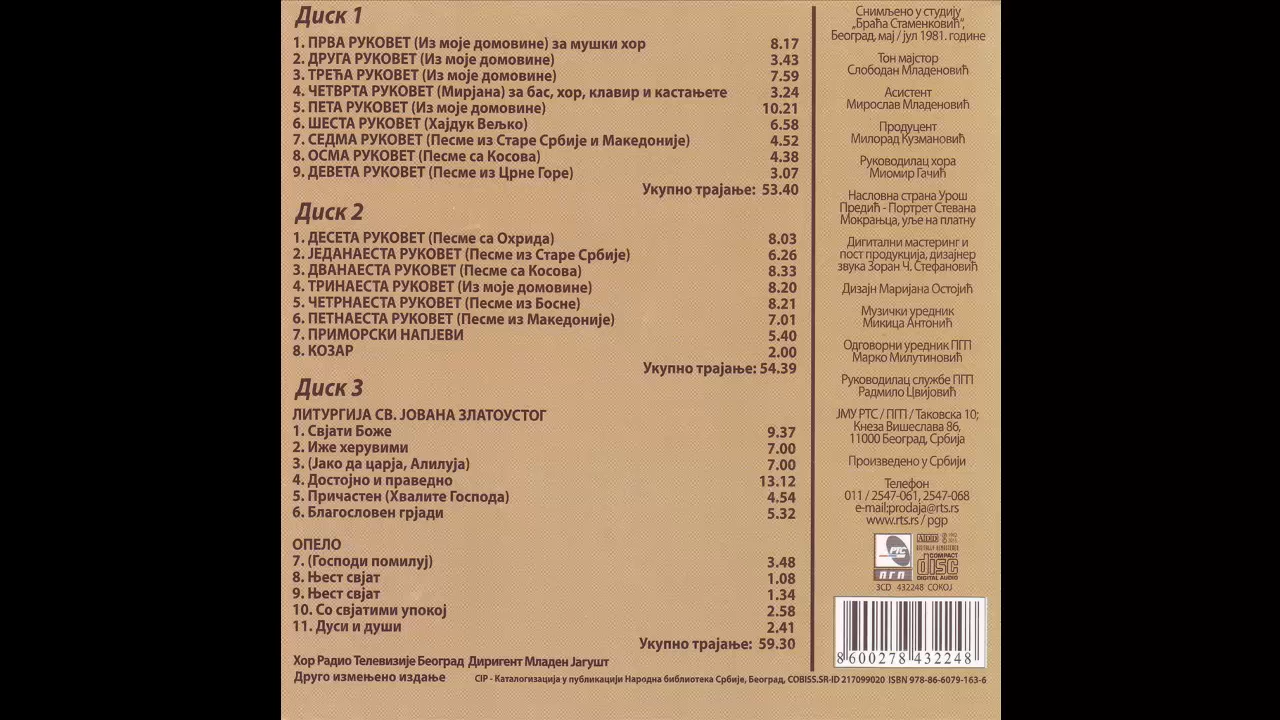 Диск 1
1. ПРВА РУКОВЕТ (Из моје домовине) за мушки хор 8.17
2. ДРУГА РУКОВЕТ (Из моје домовине) 3.43
3. ТРЕЋА РУКОВЕТ (Из моје домовине) 7.59
4. ЧЕТВРТА РУКОВЕТ (Мирјана) за бас, хор, клавир и кастањете 3.24
5. ПЕТА РУКОВЕТ (Из моје домовине) 10.21
6. ШЕСТА РУКОВЕТ (Хајдук Вељко) 6.58
7. СЕДМА РУКОВЕТ (Песме из Старе Србије и Македоније) 4.52
8. ОСМА РУКОВЕТ (Песме са Косова) 4.38
9. ДЕВЕТА РУКОВЕТ (Песме из Црне Горе) 3.07
Укупно трајање: 53.40
Диск 2
1. ДЕСЕТА РУКОВЕТ (Песме са Охрида) 8.03
2. ЈЕДАНАЕСТА РУКОВЕТ (Песме из Старе Србије) 6.26
3. ДВАНАЕСТА РУКОВЕТ (Песме са Косова) 8.33
4. ТРИНАЕСТА РУКОВЕТ (Из моје домовине) 8.20
5. ЧЕТРНАЕСТА РУКОВЕТ (Песме из Босне) 8.21
6. ПЕТНАЕСТА РУКОВЕТ (Песме из Македоније) 7.01
7. ПРИМОРСКИ НАПЈЕВИ 5.40
8. КОЗАР 2.00
Укупно трајање: 54.39
Диск 3
ЛИТУРГИЈА СВ. ЈОВАНА ЗЛАТОУСТОГ
1. Свјати Боже 9.37
2. Иже херувими 7.00
3. (Јако да царја, Алилуја) 7.00
4. Достојно и праведно 13.12
5. Причастен (Хвалите Господа) 4.54
6. Благословен грјади 5.32
ОПЕЛО
7. (Господи помилуј) 3.48
8. Њест свјат 1.08
9. Њест свјат 1.34
10. Со свјатими упокој 2.58
11. Дуси и души 2.41
Укупно трајање: 59.30
Хор Радио Телевизије Београд Диригент Младен Јагушт
Друго измењено издање
CIP - Каталогизација у публикацији Народна библиотека Србије, Београд, COBISS.SR-ID 217099020 ISBN 978-86-6079-163-6
Снимљено у студију
„Браћа Стаменковић“,
Београд, мај / јул 1981. године
Тон мајстор
Слободан Младеновић
Асистент
Мирослав Младеновић
Продуцент
Милорад Кузмановић
Руководилац хора
Миомир Гачић
Насловна страна Урош
Предић - Портрет Стевана
Мокрањца, уље на платну
Дигитални мастеринг и
пост продукција, дизајнер
звука Зоран Ч. Стефановић
Дизајн Маријана Остојић
Музички уредник
Микица Антонић
Одговорни уредник ПГП
Марко Милутиновић
Руководилац службе ПГП
Радмило Цвијовић
ЈМУ РТС / ПГП / Таковска 10;
Кнеза Вишеслава 86,
11000 Београд, Србија
Произведено у Србији
Телефон
011 / 2547-061, 2547-068
e-mail:prodaja@rts.rs
www.rts.rs / pgp
РТС
ПГП
ADD
DIGITALLY REMASTERED
COMPACT
disc
DIGITAL AUDIO
3CD 432248 СОКОЈ
8600278432248